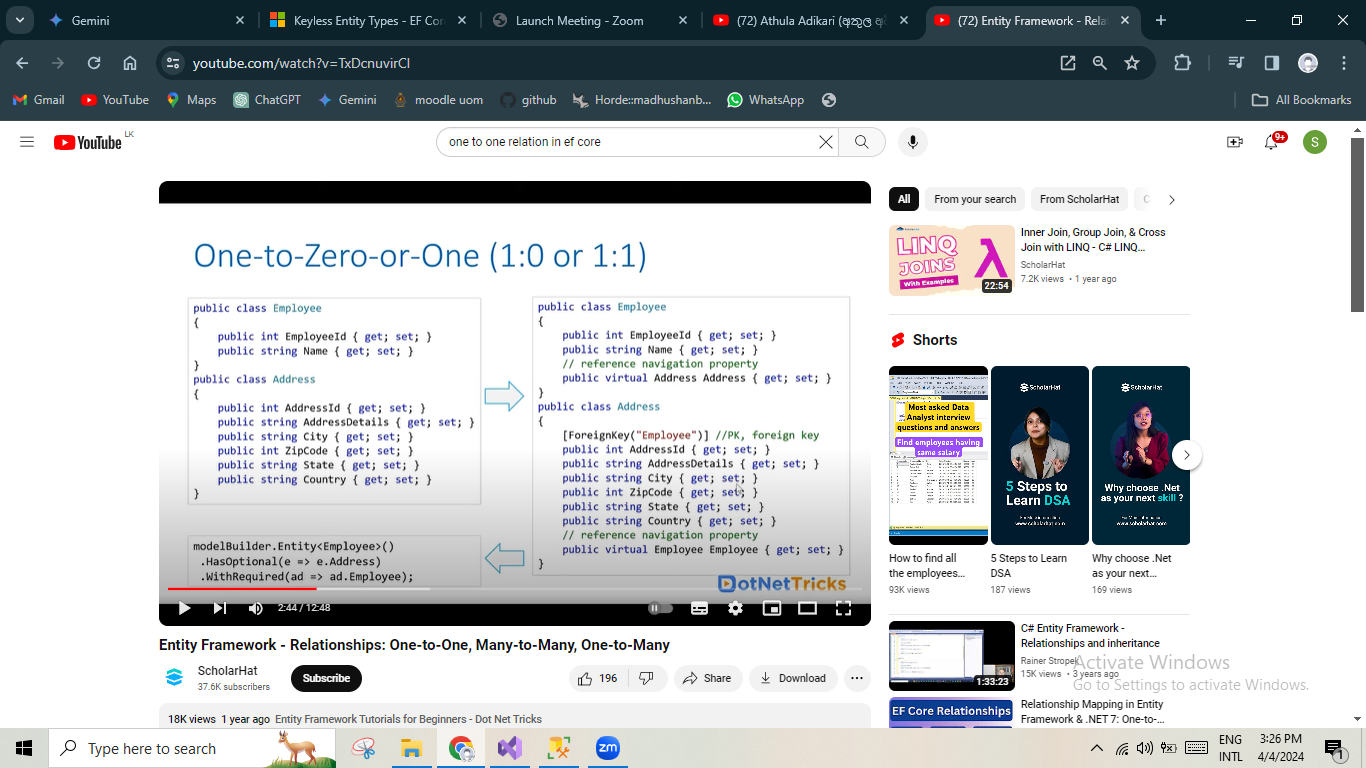 Gemini
Keyless Entity Types - EF Cor
Launch Meeting - Zoom
(72) Athula Adikari (අතුල අ
(72) Entity Framework - Rela
youtube.com/watch?v=TxDcnuvirCI
Gmail
YouTube
Maps
ChatGPT
Gemini
moodle uom
github
Horde::madhushanb...
WhatsApp
All Bookmarks
YouTube LK
one to one relation in ef core
9+
S
One-to-Zero-or-One (1:0 or 1:1)
public class Employee
{
public int EmployeeId { get; set; }
public string Name { get; set; }
}
public class Address
{
public int AddressId { get; set; }
public string AddressDetails { get; set; }
public string City { get; set; }
public int ZipCode { get; set; }
public string State { get; set; }
public string Country { get; set; }
}
public class Employee
{
public int EmployeeId { get; set; }
public string Name { get; set; }
// reference navigation property
public virtual Address Address { get; set; }
}
public class Address
{
[ForeignKey("Employee")] //PK, foreign key
public int AddressId { get; set; }
public string AddressDetails { get; set; }
public string City { get; set; }
public int ZipCode { get; set; }
public string State { get; set; }
public string Country { get; set; }
// reference navigation property
public virtual Employee Employee { get; set; }
}
modelBuilder.Entity<Employee>()
.HasOptional(e => e.Address)
.WithRequired(ad => ad.Employee);
DotNetTricks
2:44 / 12:48
Entity Framework - Relationships: One-to-One, Many-to-Many, One-to-Many
ScholarHat
37.6K subscribers
Subscribe
196
Share
Download
18K views 1 year ago Entity Framework Tutorials for Beginners - Dot Net Tricks
All
From your search
From ScholarHat
LINQ
JOINS
With Examples
22:54
Inner Join, Group Join, & Cross
Join with LINQ - C# LINQ...
ScholarHat
7.2K views • 1 year ago
Shorts
Most asked Data
Analyst interview
questions and answers
Find employees having
same salary
ScholarHat
5 Steps to
Learn DSA
www.scholarhat.com
ScholarHat
Why choose .Net
as your next skill ?
www.scholarhat.com
How to find all
the employees...
93K views
5 Steps to Learn
DSA
187 views
Why choose .Net
as your next...
169 views
1:33:23
C# Entity Framework -
Relationships and inheritance
Rainer Stropek
15K views • 3 years ago
EF Core Relationships
Relationship Mapping in Entity
Framework & .NET 7: One-to-...
Activate Windows
Go to Settings to activate Windows.
Type here to search
zm
ENG
INTL
3:26 PM
4/4/2024
1